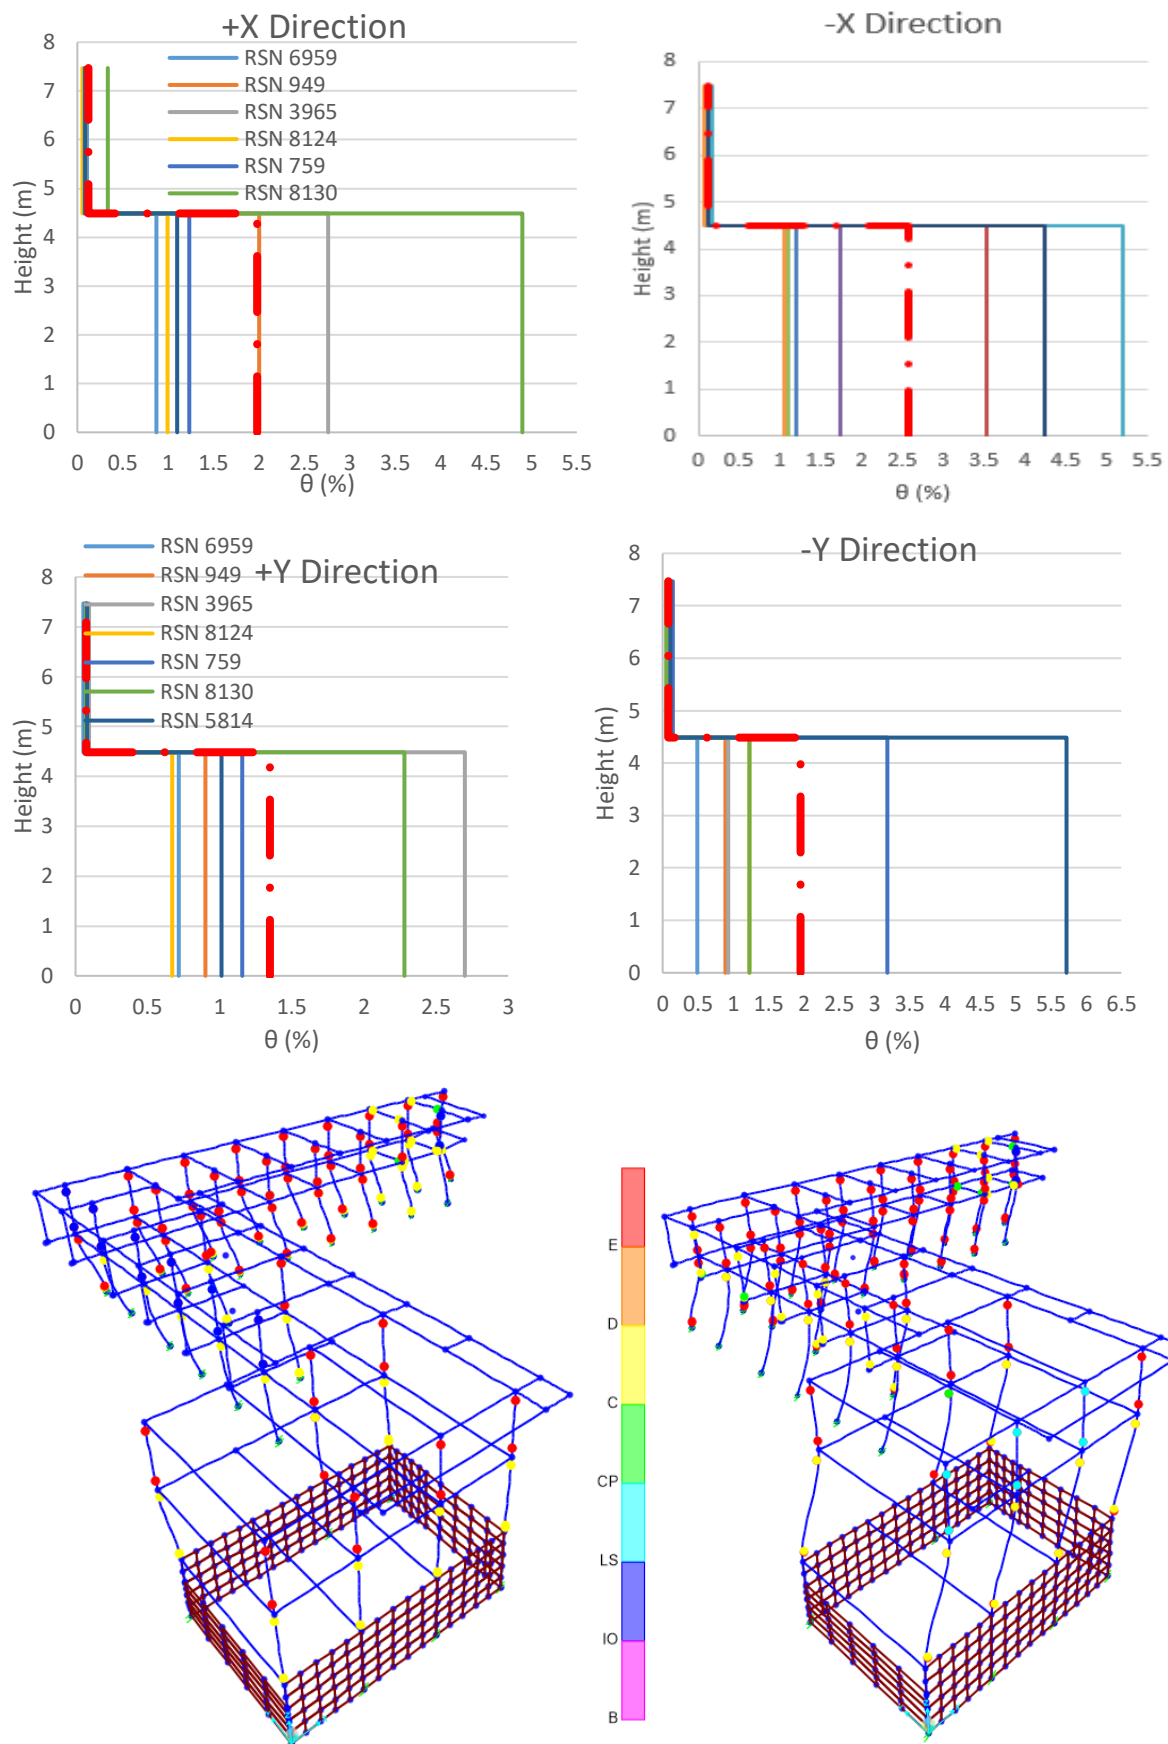 +X Direction
8
7
6
5
4
3
2
1
0
Height (m)
RSN 6959
RSN 949
RSN 3965
RSN 8124
RSN 759
RSN 8130
0 0.5 1 1.5 2 2.5 3 3.5 4 4.5 5 5.5
θ (%)
-X Direction
8
7
6
5
4
3
2
1
0
Height (m)
0 0.5 1 1.5 2 2.5 3 3.5 4 4.5 5 5.5
θ (%)
+Y Direction
RSN 6959
RSN 949
RSN 3965
RSN 8124
RSN 759
RSN 8130
RSN 5814
8
7
6
5
4
3
2
1
0
Height (m)
0 0.5 1 1.5 2 2.5 3
θ (%)
-Y Direction
8
7
6
5
4
3
2
1
0
Height (m)
0 0.5 1 1.5 2 2.5 3 3.5 4 4.5 5 5.5 6 6.5
θ (%)
E
D
C
CP
LS
IO
B